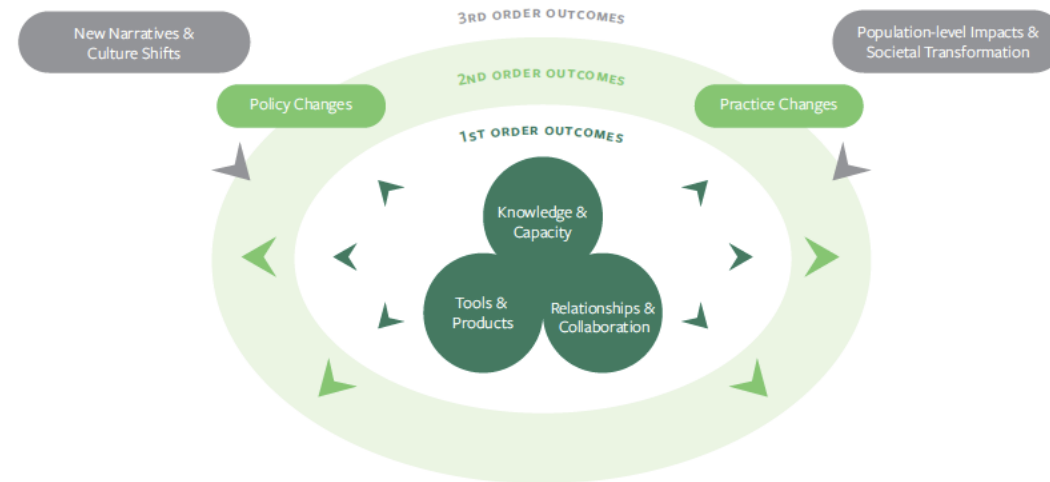 3RD ORDER OUTCOMES
New Narratives &
Culture Shifts
Population-level Impacts &
Societal Transformation
2ND ORDER OUTCOMES
Policy Changes
Practice Changes
1ST ORDER OUTCOMES
Knowledge &
Capacity
Tools &
Products
Relationships &
Collaboration